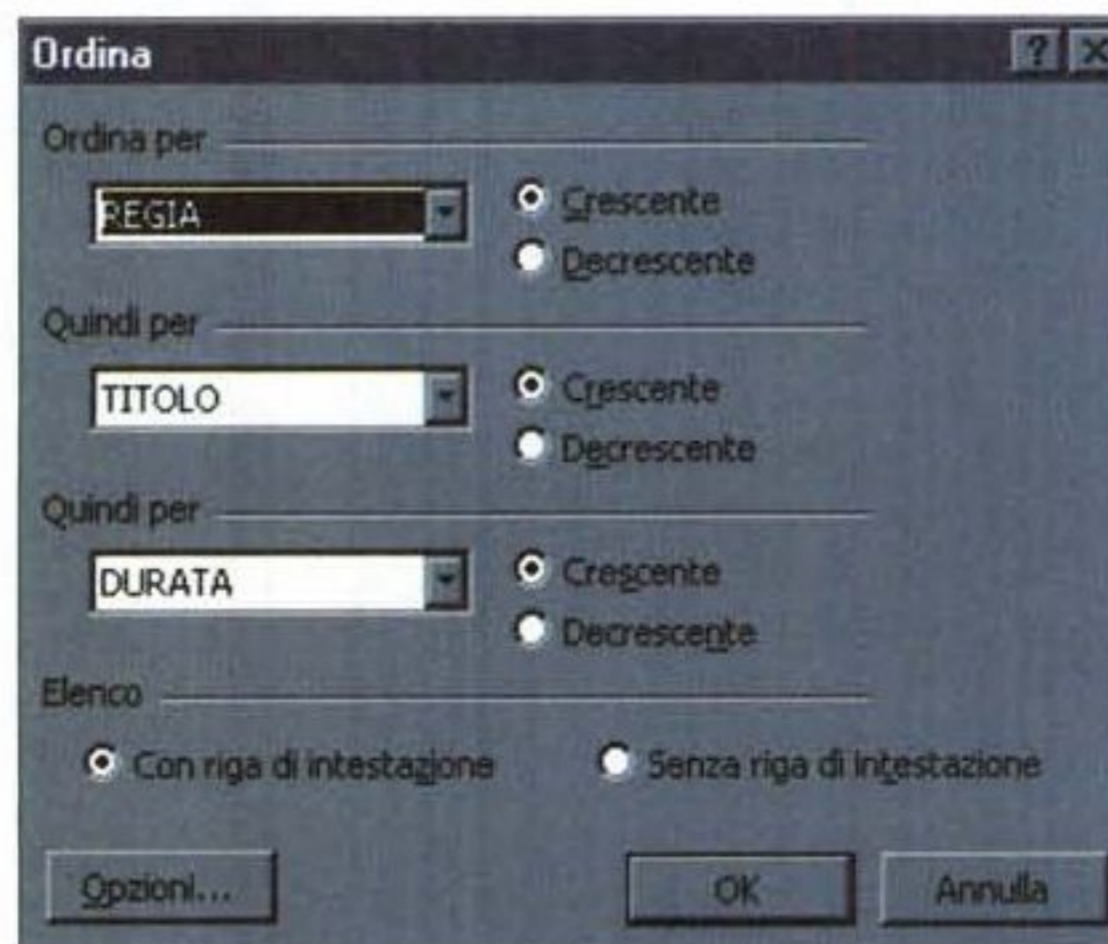 Ordina ? ×
Ordina per
REGIA
Crescente
Decrescente
Quindi per
TITOLO
Crescente
Decrescente
Quindi per
DURATA
Crescente
Decrescente
Elenco
Con riga di intestazione Senza riga di intestazione
Opzioni... OK Annulla